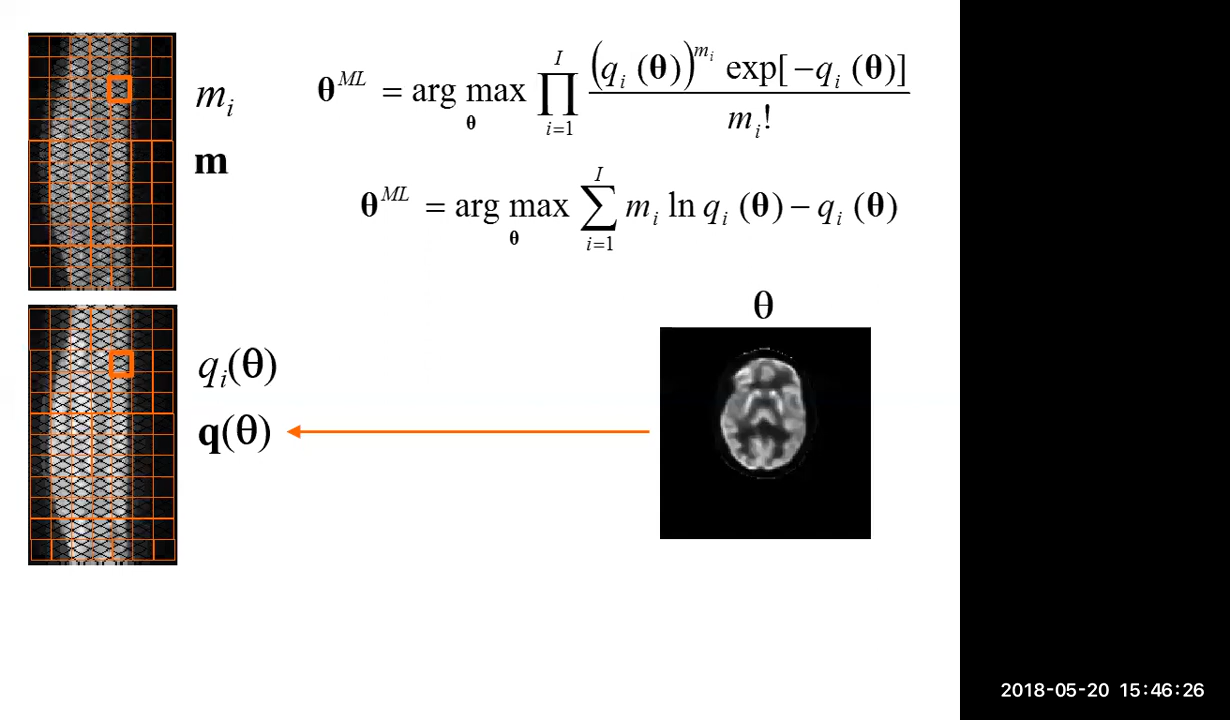 m_i
m
θ^{ML} = arg max_θ ∏_{i=1}^{I} (q_i (θ))^{m_i} exp[−q_i (θ)] / m_i!
θ^{ML} = arg max_θ ∑_{i=1}^{I} m_i ln q_i (θ) − q_i (θ)
θ
q_i(θ)
q(θ)
2018-05-20 15:46:26